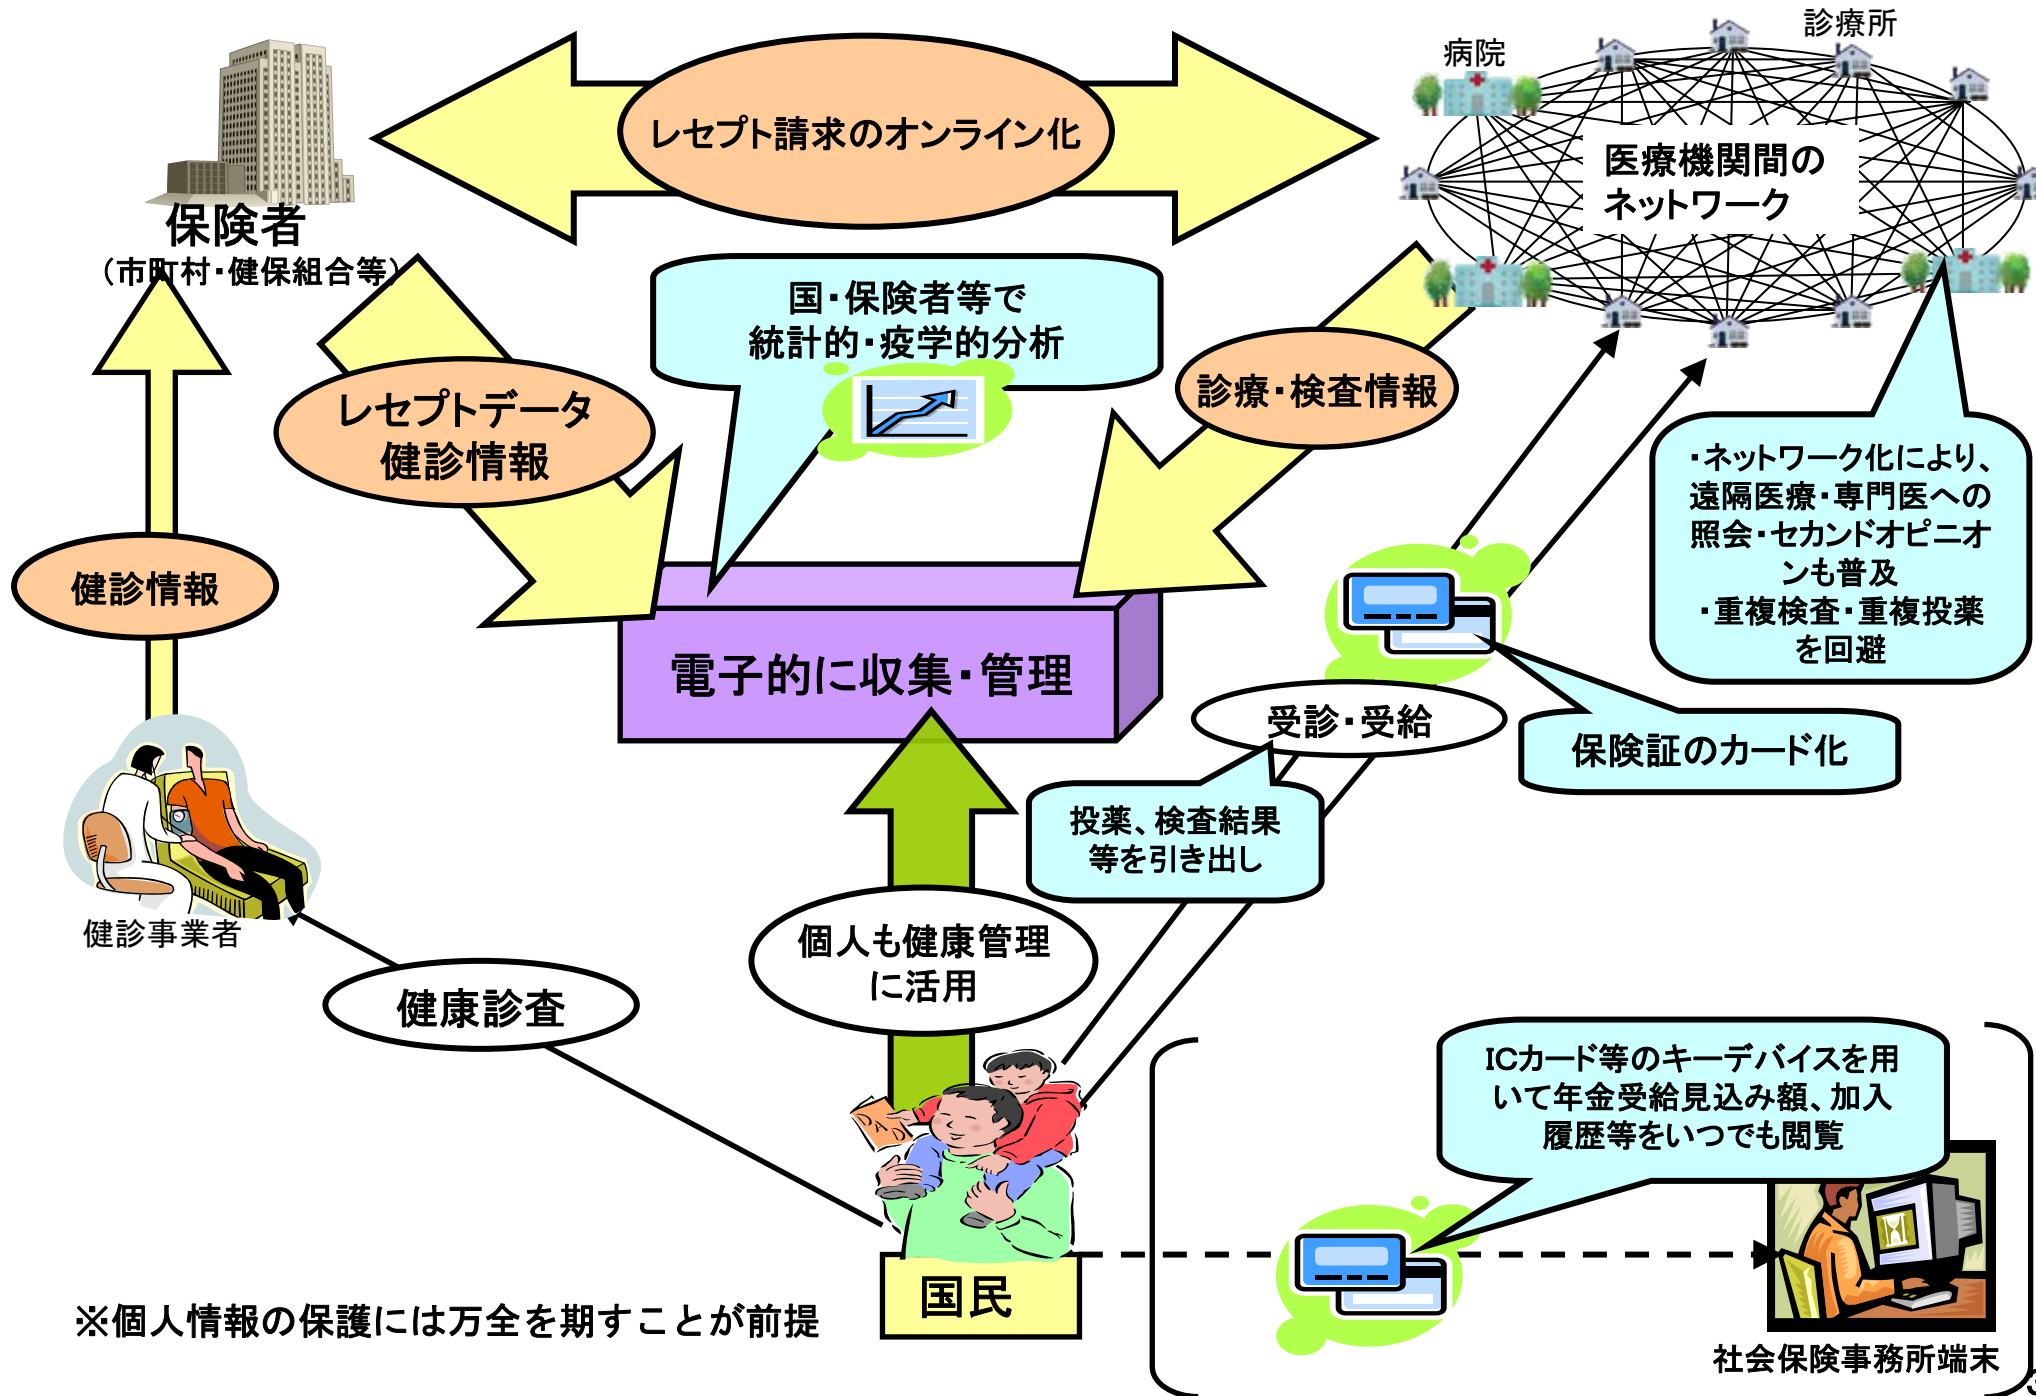 診療所
病院
レセプト請求のオンライン化
医療機関間の
ネットワーク
保険者
（市町村・健保組合等）
国・保険者等で
統計的・疫学的分析
診療・検査情報
レセプトデータ
健診情報
・ネットワーク化により、
遠隔医療・専門医への
照会・セカンドオピニオ
ンも普及
・重複検査・重複投薬
を回避
健診情報
電子的に収集・管理
受診・受給
保険証のカード化
投薬、検査結果
等を引き出し
健診事業者
個人も健康管理
に活用
健康診査
ICカード等のキーデバイスを用
いて年金受給見込み額、加入
履歴等をいつでも閲覧
DAD
国民
※個人情報の保護には万全を期すことが前提
社会保険事務所端末